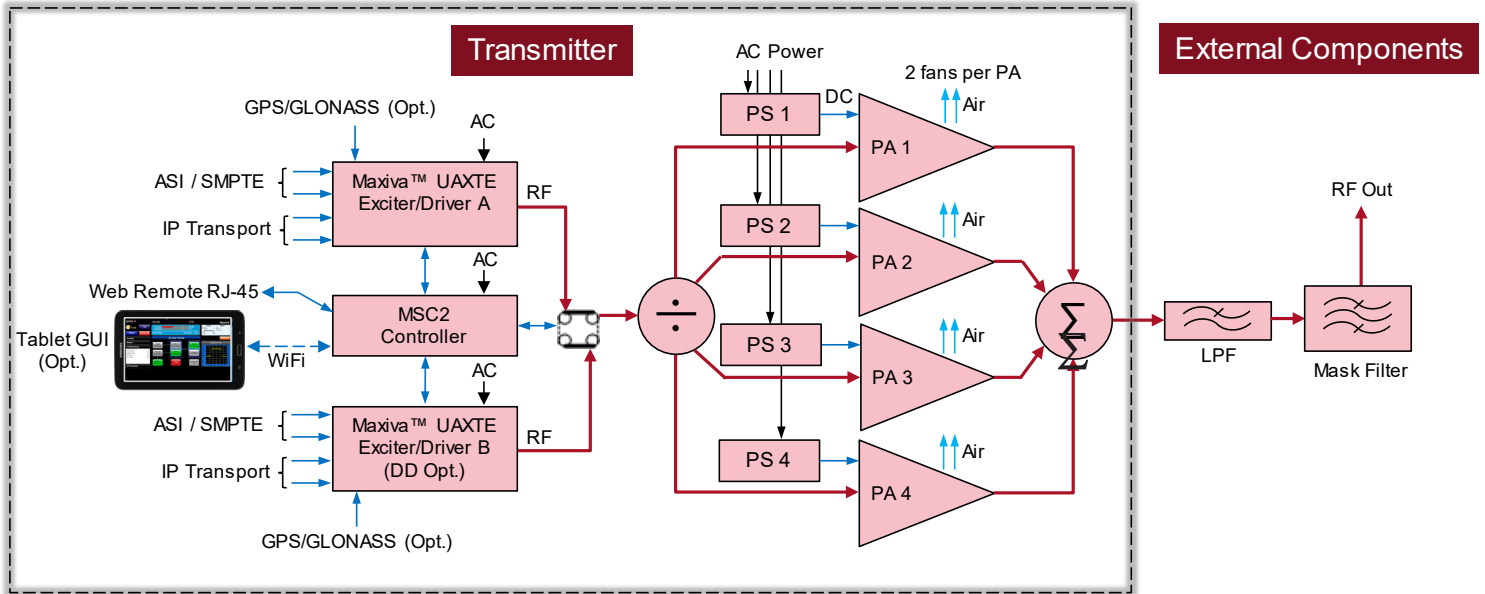 Transmitter
External Components
AC Power
2 fans per PA
GPS/GLONASS (Opt.)
AC
PS 1
DC
Air
PA 1
ASI / SMPTE
IP Transport
Maxiva™ UAXTE
Exciter/Driver A
RF
RF Out
PS 2
Air
PA 2
AC
Web Remote RJ-45
MSC2
Controller
÷
Σ
Σ
Tablet GUI
(Opt.)
WiFi
PS 3
Air
PA 3
LPF
Mask Filter
AC
ASI / SMPTE
IP Transport
Maxiva™ UAXTE
Exciter/Driver B
(DD Opt.)
RF
PS 4
Air
PA 4
GPS/GLONASS (Opt.)